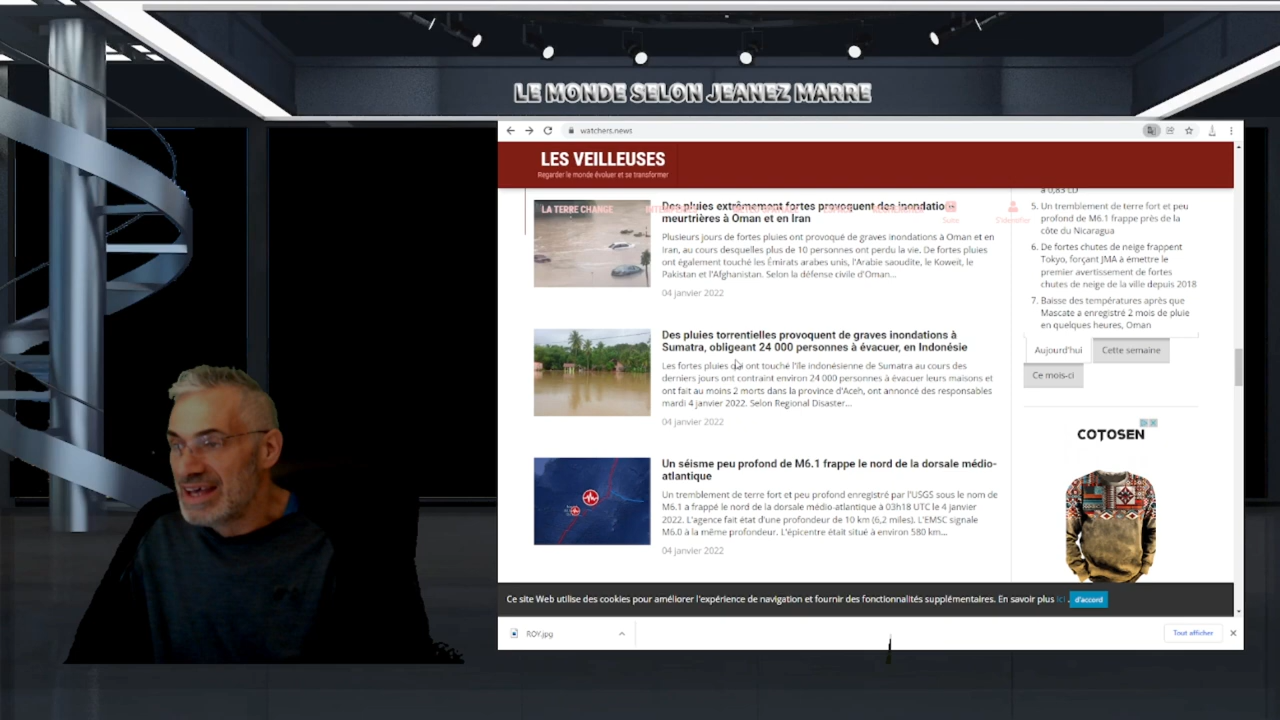 LE MONDE SELON JEANEZ MARRE
watchers.news
LES VEILLEUSES
Regarder le monde évoluer et se transformer
LA TERRE CHANGE
Suite
S'identifier
Des pluies extrêmement fortes provoquent des inondations
meurtrières à Oman et en Iran
Plusieurs jours de fortes pluies ont provoqué de graves inondations à Oman et en
Iran, au cours desquelles plus de 10 personnes ont perdu la vie. De fortes pluies
ont également touché les Émirats arabes unis, l'Arabie saoudite, le Koweït, le
Pakistan et l'Afghanistan. Selon la défense civile d'Oman...
04 janvier 2022
Des pluies torrentielles provoquent de graves inondations à
Sumatra, obligeant 24 000 personnes à évacuer, en Indonésie
Les fortes pluies qui ont touché l'île indonésienne de Sumatra au cours des
derniers jours ont contraint environ 24 000 personnes à évacuer leurs maisons et
ont fait au moins 2 morts dans la province d'Aceh, ont annoncé des responsables
mardi 4 janvier 2022. Selon Regional Disaster...
04 janvier 2022
Un séisme peu profond de M6.1 frappe le nord de la dorsale médio-
atlantique
Un tremblement de terre fort et peu profond enregistré par l'USGS sous le nom de
M6.1 a frappé le nord de la dorsale médio-atlantique à 03h18 UTC le 4 janvier
2022. L'agence fait état d'une profondeur de 10 km (6,2 miles). L'EMSC signale
M6.0 à la même profondeur. L'épicentre était situé à environ 580 km...
04 janvier 2022
à 0,83 LD
5. Un tremblement de terre fort et peu
profond de M6.1 frappe près de la
côte du Nicaragua
6. De fortes chutes de neige frappent
Tokyo, forçant JMA à émettre le
premier avertissement de fortes
chutes de neige de la ville depuis 2018
7. Baisse des températures après que
Mascate a enregistré 2 mois de pluie
en quelques heures, Oman
Aujourd'hui
Cette semaine
Ce mois-ci
COTOSEN
Ce site Web utilise des cookies pour améliorer l'expérience de navigation et fournir des fonctionnalités supplémentaires. En savoir plus ici . d'accord
ROY.jpg
Tout afficher